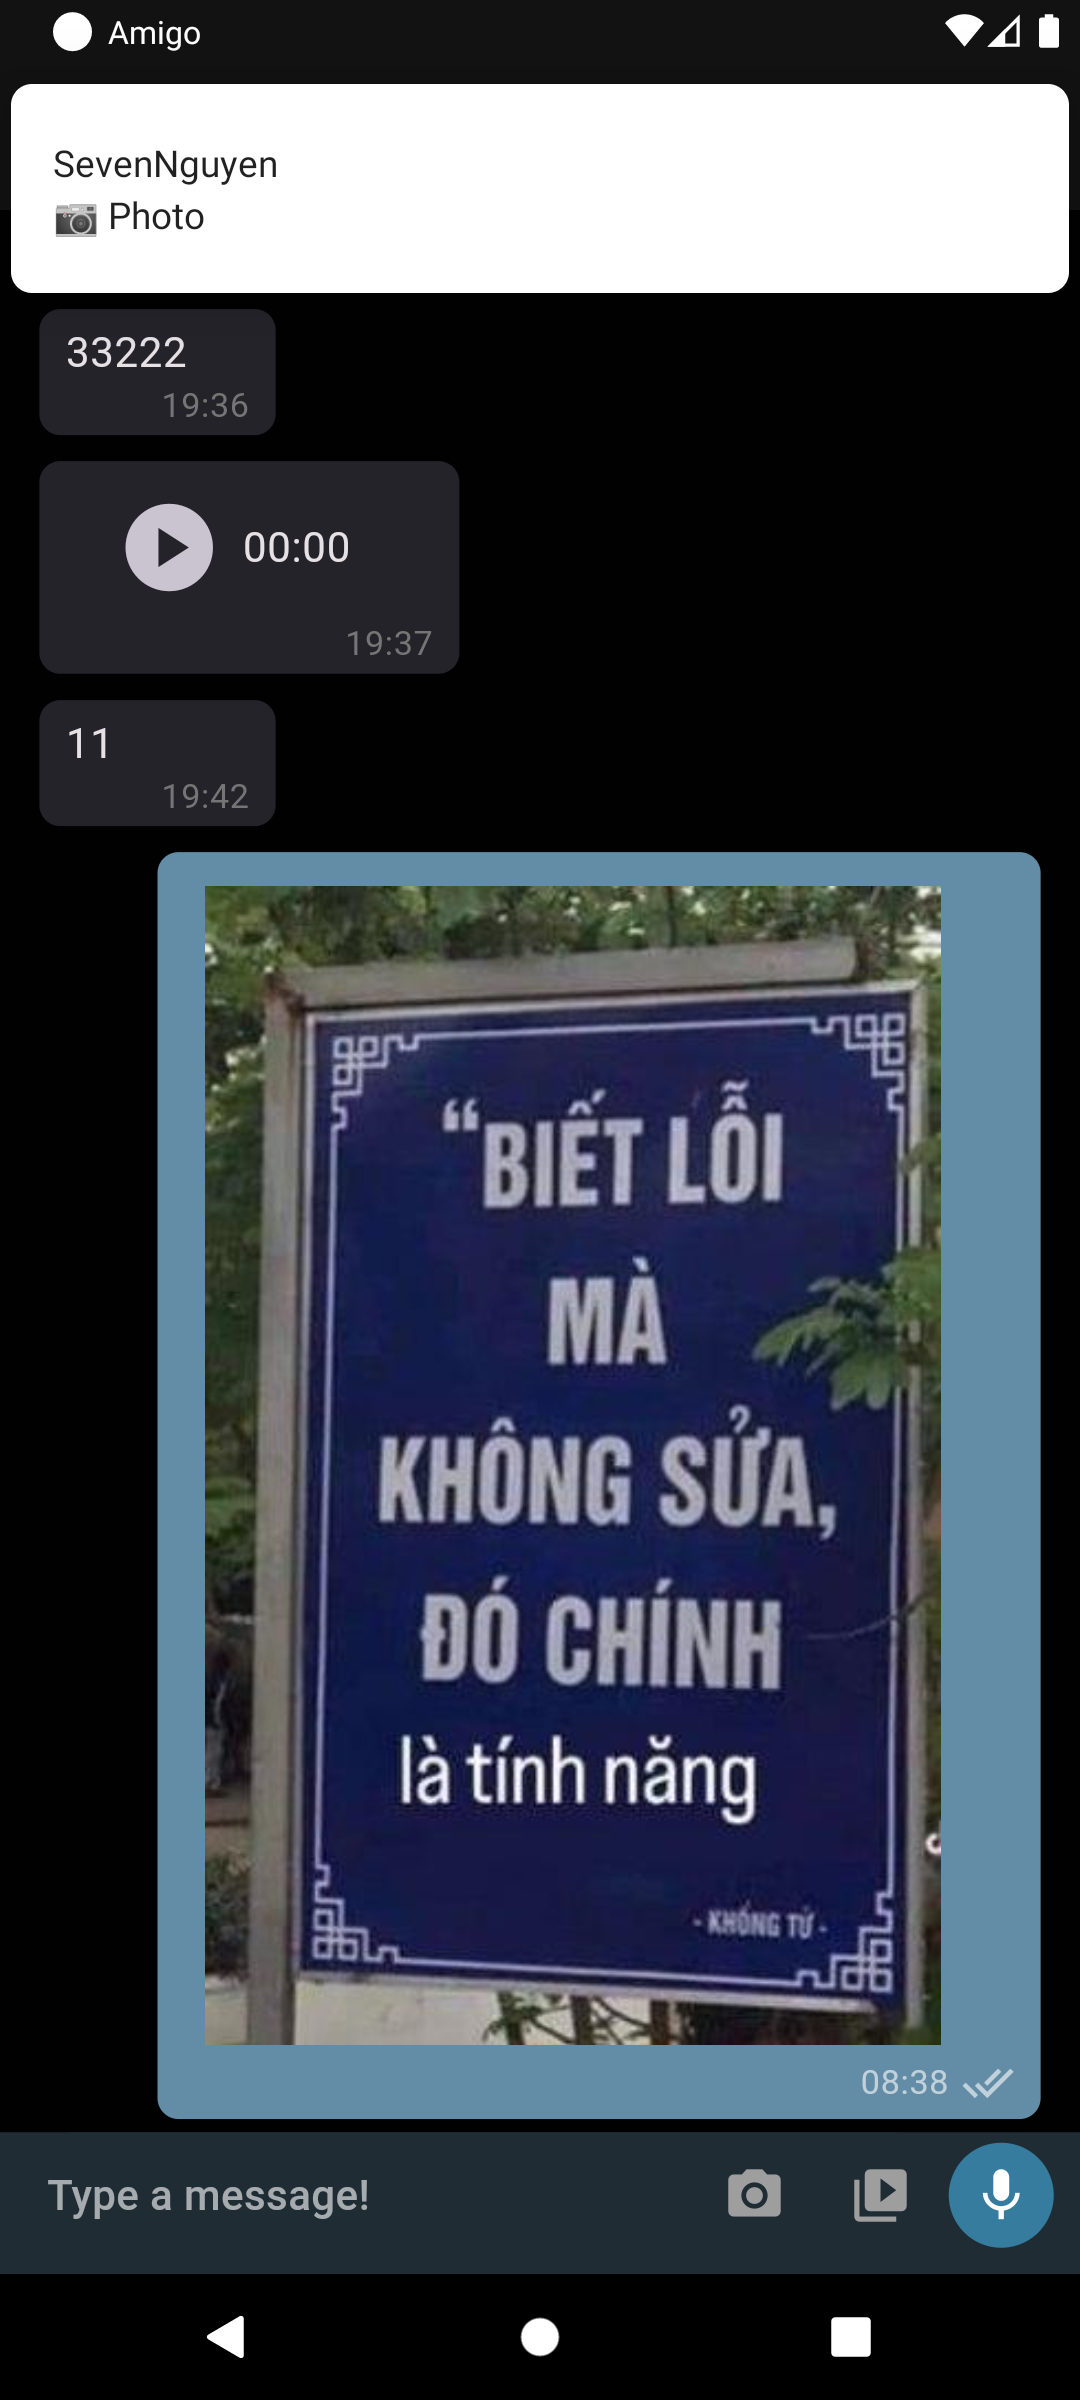 Amigo
SevenNguyen
📷 Photo
33222
19:36
00:00
19:37
11
19:42
“BIẾT LỖI
MÀ
KHÔNG SỬA,
ĐÓ CHÍNH
là tính năng
- KHỔNG TỬ -
08:38
Type a message!